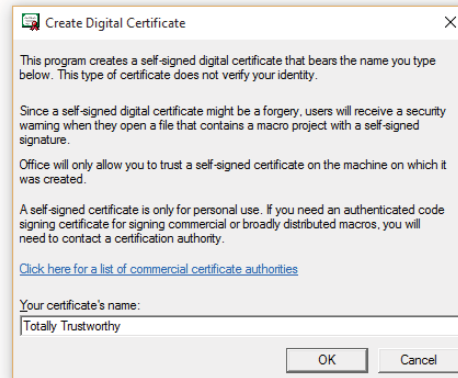 Create Digital Certificate
This program creates a self-signed digital certificate that bears the name you type
below. This type of certificate does not verify your identity.
Since a self-signed digital certificate might be a forgery, users will receive a security
warning when they open a file that contains a macro project with a self-signed
signature.
Office will only allow you to trust a self-signed certificate on the machine on which it
was created.
A self-signed certificate is only for personal use. If you need an authenticated code
signing certificate for signing commercial or broadly distributed macros, you will
need to contact a certification authority.
Click here for a list of commercial certificate authorities
Your certificate's name:
Totally Trustworthy
OK Cancel